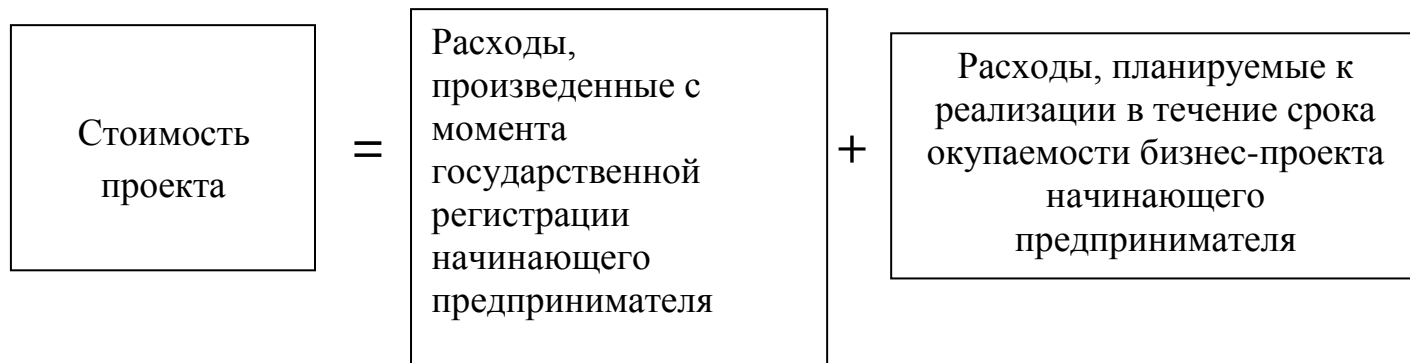 Стоимость
проекта
=
Расходы,
произведенные с
момента
государственной
регистрации
начинающего
предпринимателя
+
Расходы, планируемые к
реализации в течение срока
окупаемости бизнес-проекта
начинающего
предпринимателя